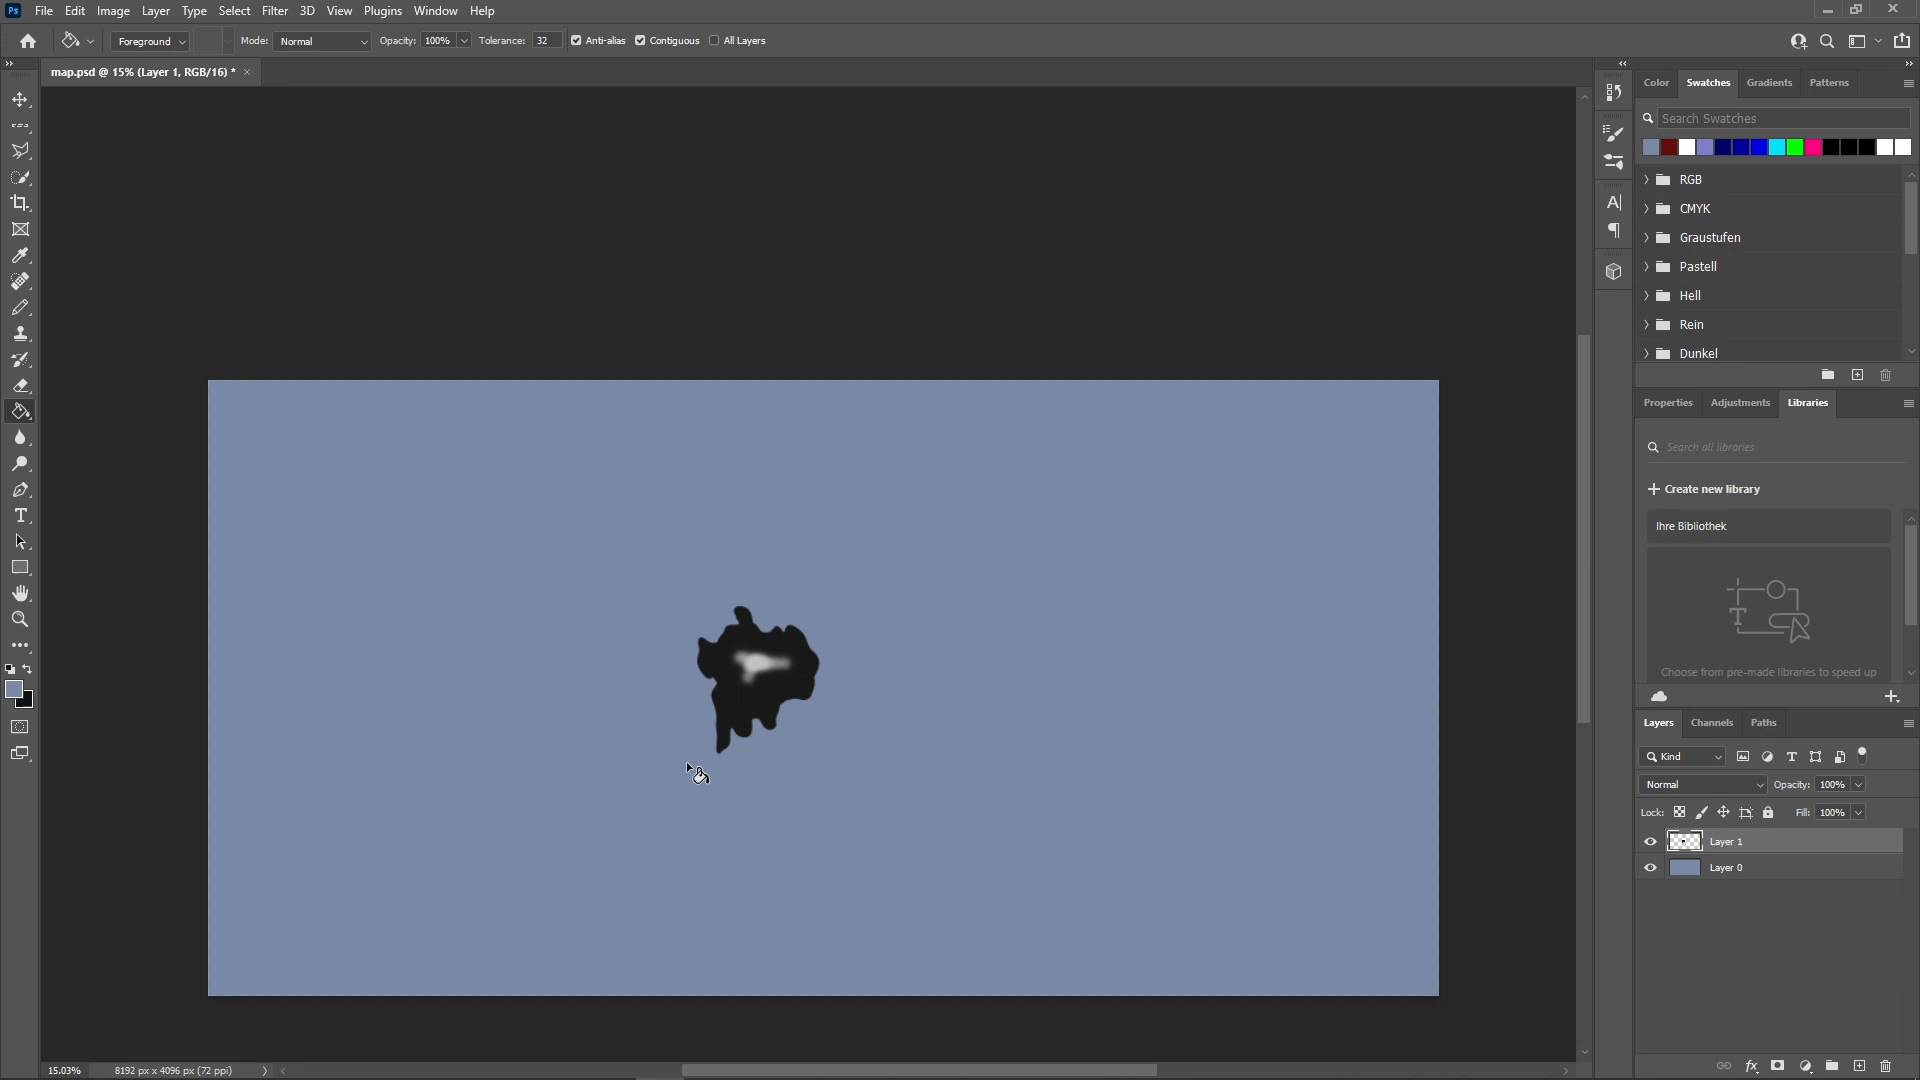 Ps File Edit Image Layer Type Select Filter 3D View Plugins Window Help
Foreground Mode: Normal Opacity: 100% Tolerance: 32 Anti-alias Contiguous All Layers
map.psd @ 15% (Layer 1, RGB/16) * ×
Color Swatches Gradients Patterns
Search Swatches
RGB
CMYK
Graustufen
Pastell
Hell
Rein
Dunkel
Properties Adjustments Libraries
Search all libraries
Create new library
Ihre Bibliothek
Choose from pre-made libraries to speed up
Layers Channels Paths
Kind
Normal Opacity: 100%
Lock: Fill: 100%
Layer 1
Layer 0
fx
15.03% 8192 px x 4096 px (72 ppi)